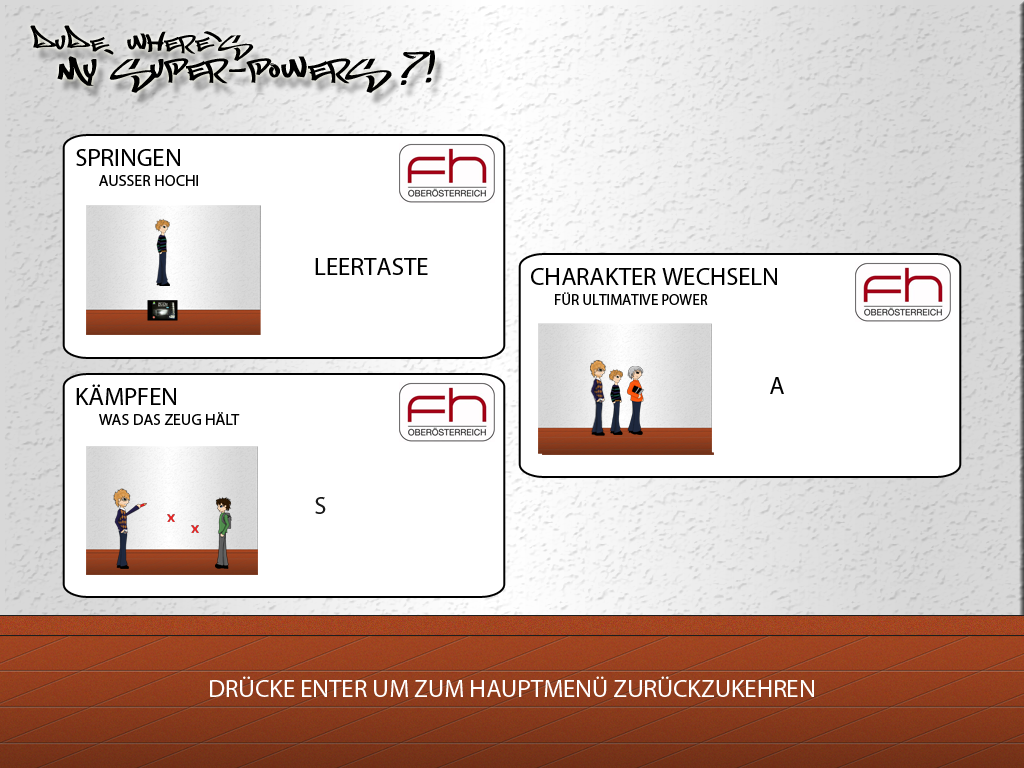 DUDE, WHERE'S
MY SUPER-POWERS?!
SPRINGEN
AUSSER HOCHI
fh
OBERÖSTERREICH
LEERTASTE
KÄMPFEN
WAS DAS ZEUG HÄLT
fh
OBERÖSTERREICH
x
x
S
CHARAKTER WECHSELN
FÜR ULTIMATIVE POWER
fh
OBERÖSTERREICH
A
DRÜCKE ENTER UM ZUM HAUPTMENÜ ZURÜCKZUKEHREN